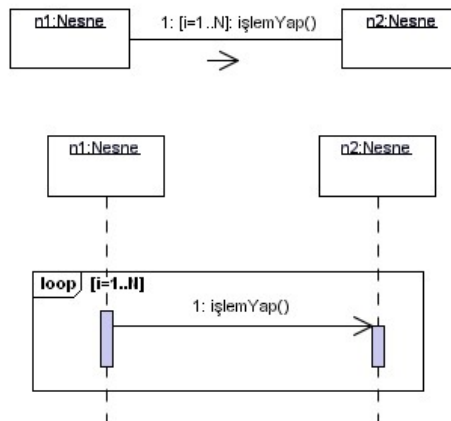 n1:Nesne 1: [i=1..N]: işlemYap() n2:Nesne
n1:Nesne n2:Nesne
loop [i=1..N]
1: işlemYap()